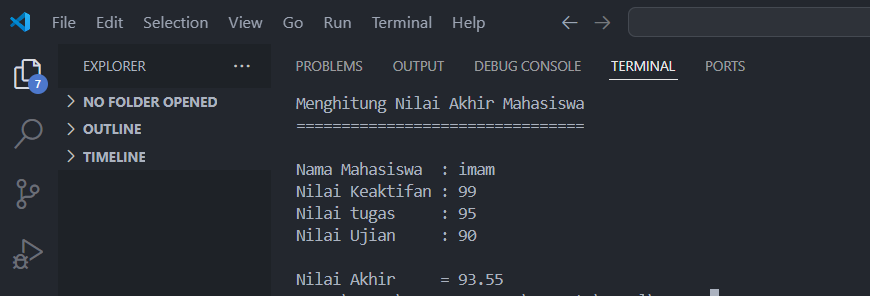 File Edit Selection View Go Run Terminal Help
EXPLORER ...
PROBLEMS OUTPUT DEBUG CONSOLE TERMINAL PORTS
7
NO FOLDER OPENED
OUTLINE
TIMELINE
Menghitung Nilai Akhir Mahasiswa
================================
Nama Mahasiswa : imam
Nilai Keaktifan : 99
Nilai tugas : 95
Nilai Ujian : 90
Nilai Akhir = 93.55